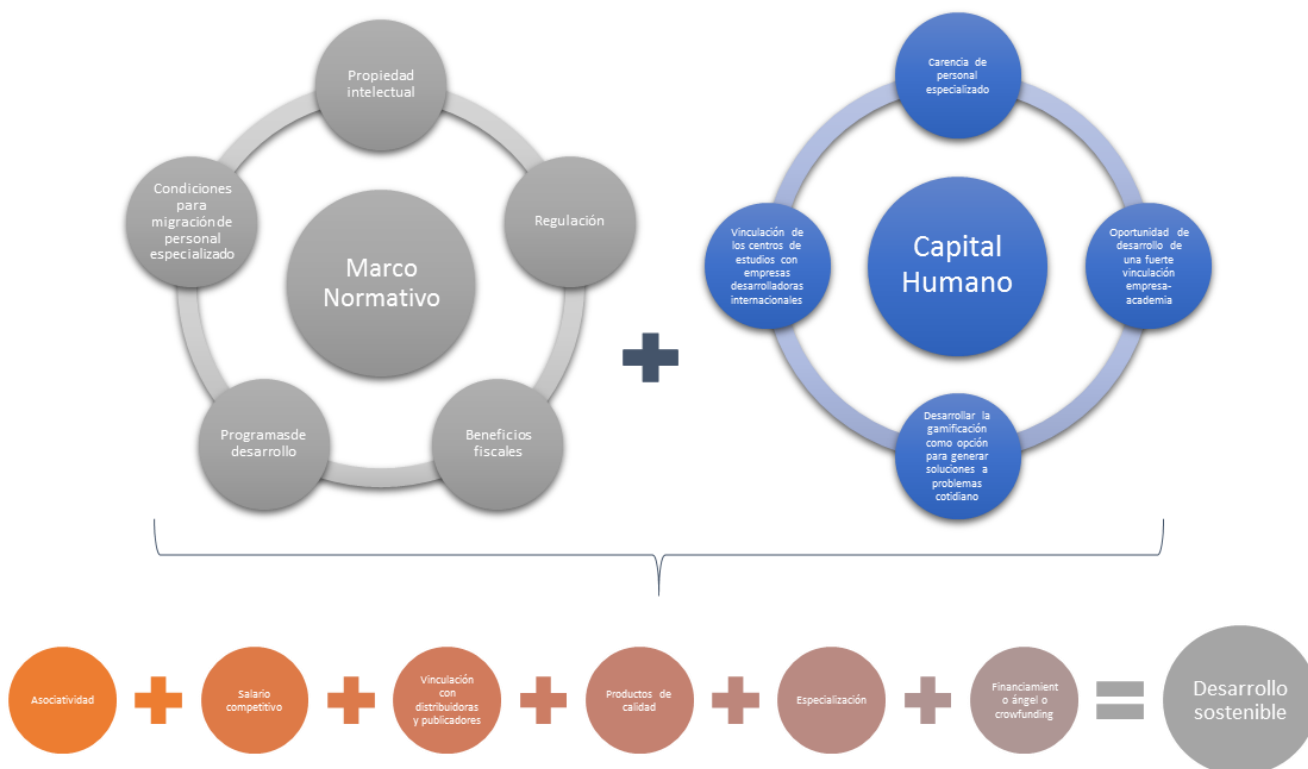 Propiedad
intelectual
Condiciones
para
migración de
personal
especializado
Regulación
Marco
Normativo
Programasde
desarrollo
Beneficios
fiscales
Carencia de
personal
especializado
Vinculación de
los centros de
estudios con
empresas
desarrolladoras
internacionales
Capital
Humano
Oportunidad de
desarrollo de
una fuerte
vinculación
empresa-
academia
Desarrollar la
gamificación
como opción
para generar
soluciones a
problemas
cotidiano
Asociatividad
Salario
competitivo
Vinculación
con
distribuidoras
y publicadores
Productos de
calidad
Especialización
Financiamient
o ángel o
crowfunding
Desarrollo
sostenible